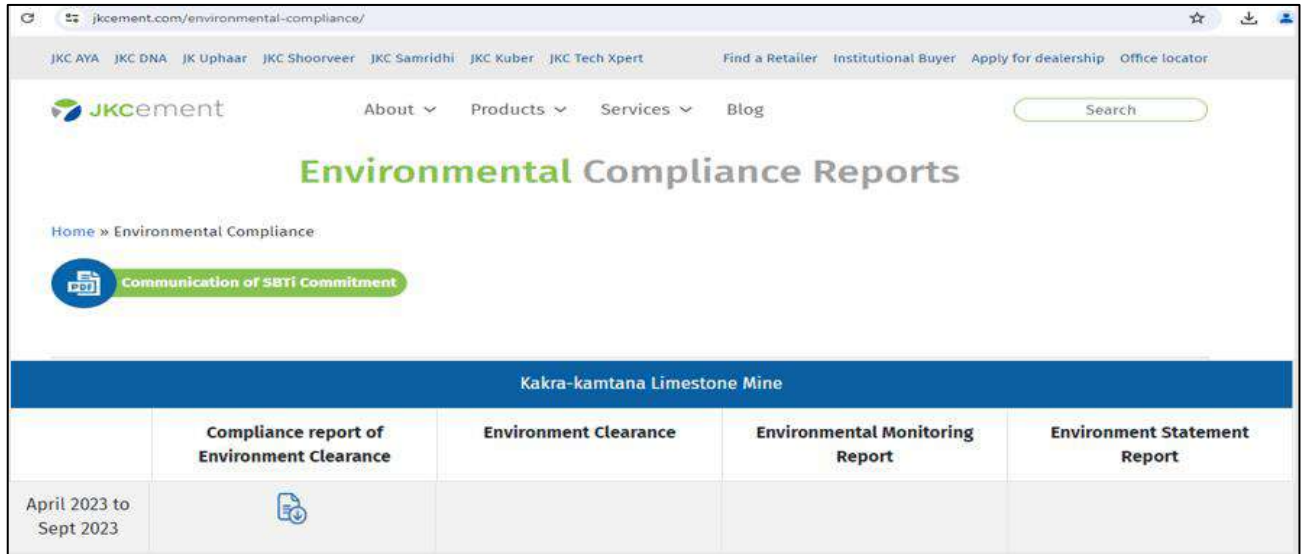 jkcement.com/environmental-compliance/
JKC AYA JKC DNA JK Uphaar JKC Shoorveer JKC Samridhi JKC Kuber JKC Tech Xpert Find a Retailer Institutional Buyer Apply for dealership Office locator
JKCement About Products Services Blog Search
Environmental Compliance Reports
Home » Environmental Compliance
PDF Communication of SBTi Commitment
Kakra-kamtana Limestone Mine
Compliance report of Environment Clearance Environmental Monitoring Environment Statement
Environment Clearance Report Report
April 2023 to
Sept 2023